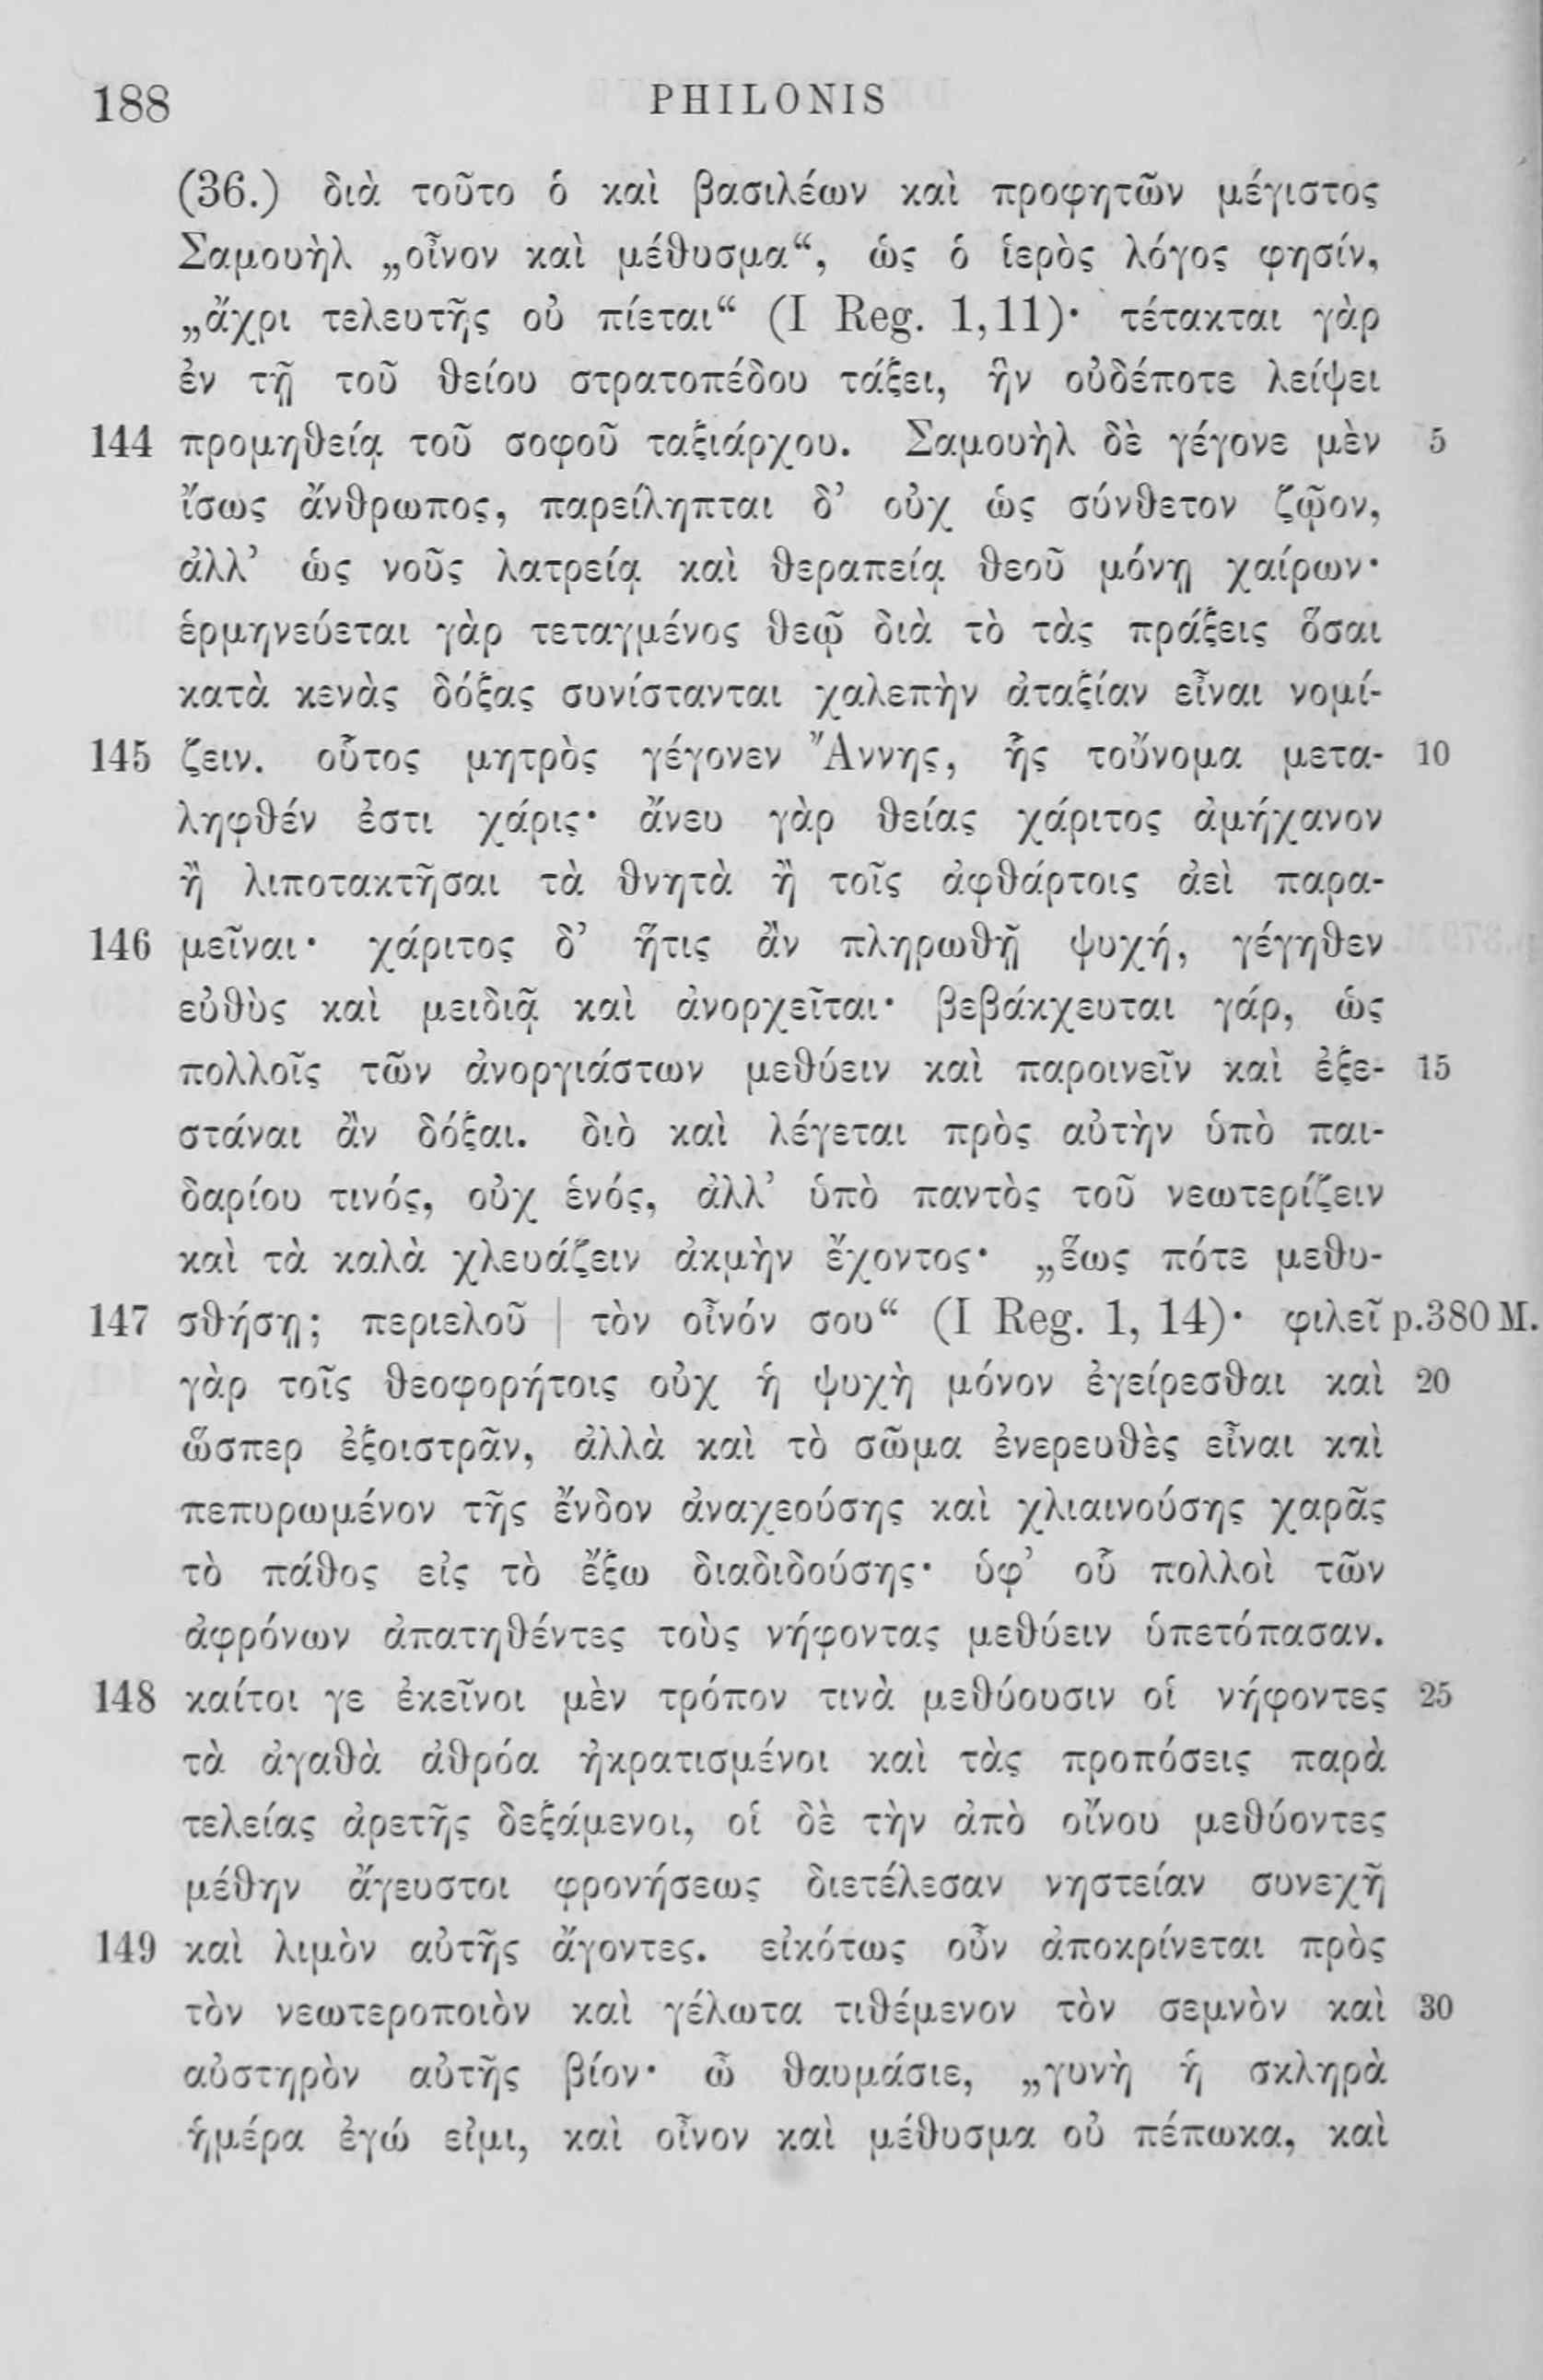 188 PHILONIS
(36.) διὰ τοῦτο ὁ καὶ βασιλέων καὶ προφητῶν μέγιστος
Σαμουὴλ „οἶνον καὶ μέθυσμα“, ὡς ὁ ἱερὸς λόγος φησίν,
„ἄχρι τελευτῆς οὐ πίεται“ (I Reg. 1,11)· τέτακται γὰρ
ἐν τῇ τοῦ θείου στρατοπέδου τάξει, ἣν οὐδέποτε λείψει
144 προμηθείᾳ τοῦ σοφοῦ ταξιάρχου. Σαμουὴλ δὲ γέγονε μὲν 5
ἴσως ἄνθρωπος, παρείληπται δ’ οὐχ ὡς σύνθετον ζῷον,
ἀλλ’ ὡς νοῦς λατρείᾳ καὶ θεραπείᾳ θεοῦ μόνῃ χαίρων·
ἑρμηνεύεται γὰρ τεταγμένος θεῷ διὰ τὸ τὰς πράξεις ὅσαι
κατὰ κενὰς δόξας συνίστανται χαλεπὴν ἀταξίαν εἶναι νομί-
145 ζειν. οὗτος μητρὸς γέγονεν Ἄννης, ἧς τοὔνομα μετα- 10
ληφθέν ἐστι χάρις· ἄνευ γὰρ θείας χάριτος ἀμήχανον
ἢ λιποτακτῆσαι τὰ θνητὰ ἢ τοῖς ἀφθάρτοις ἀεὶ παρα-
146 μεῖναι· χάριτος δ’ ἥτις ἂν πληρωθῇ ψυχή, γέγηθεν
εὐθὺς καὶ μειδιᾷ καὶ ἀνορχεῖται· βεβάκχευται γάρ, ὡς
πολλοῖς τῶν ἀνοργιάστων μεθύειν καὶ παροινεῖν καὶ ἐξε- 15
στάναι ἂν δόξαι. διὸ καὶ λέγεται πρὸς αὐτὴν ὑπὸ παι-
δαρίου τινός, οὐχ ἑνός, ἀλλ’ ὑπὸ παντὸς τοῦ νεωτερίζειν
καὶ τὰ καλὰ χλευάζειν ἀκμὴν ἔχοντος· „ἕως πότε μεθυ-
147 σθήσῃ; περιελοῦ | τὸν οἶνόν σου“ (I Reg. 1, 14)· φιλεῖ p.380 M.
γὰρ τοῖς θεοφορήτοις οὐχ ἡ ψυχὴ μόνον ἐγείρεσθαι καὶ 20
ὥσπερ ἐξοιστρᾶν, ἀλλὰ καὶ τὸ σῶμα ἐνερευθὲς εἶναι καὶ
πεπυρωμένον τῆς ἔνδον ἀναχεούσης καὶ χλιαινούσης χαρᾶς
τὸ πάθος εἰς τὸ ἔξω διαδιδούσης· ὑφ’ οὗ πολλοὶ τῶν
ἀφρόνων ἀπατηθέντες τοὺς νήφοντας μεθύειν ὑπετόπασαν.
148 καίτοι γε ἐκεῖνοι μὲν τρόπον τινὰ μεθύουσιν οἱ νήφοντες 25
τὰ ἀγαθὰ ἀθρόα ἠκρατισμένοι καὶ τὰς προπόσεις παρὰ
τελείας ἀρετῆς δεξάμενοι, οἱ δὲ τὴν ἀπὸ οἴνου μεθύοντες
μέθην ἄγευστοι φρονήσεως διετέλεσαν νηστείαν συνεχῆ
149 καὶ λιμὸν αὐτῆς ἄγοντες. εἰκότως οὖν ἀποκρίνεται πρὸς
τὸν νεωτεροποιὸν καὶ γέλωτα τιθέμενον τὸν σεμνὸν καὶ 30
αὐστηρὸν αὐτῆς βίον· ὦ θαυμάσιε, „γυνὴ ἡ σκληρὰ
ἡμέρα ἐγώ εἰμι, καὶ οἶνον καὶ μέθυσμα οὐ πέπωκα, καὶ